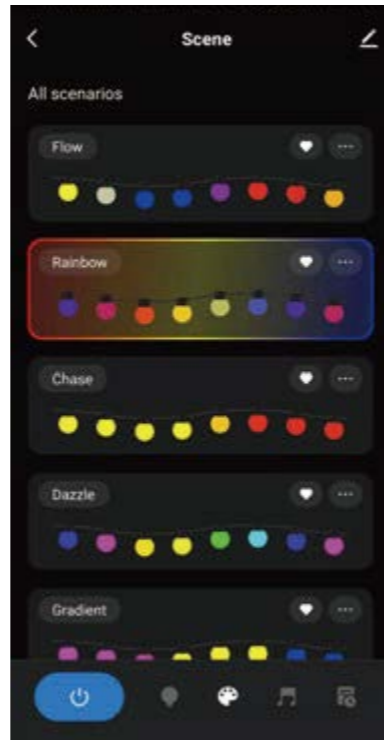 Scene
All scenarios
Flow
Rainbow
Chase
Dazzle
Gradient